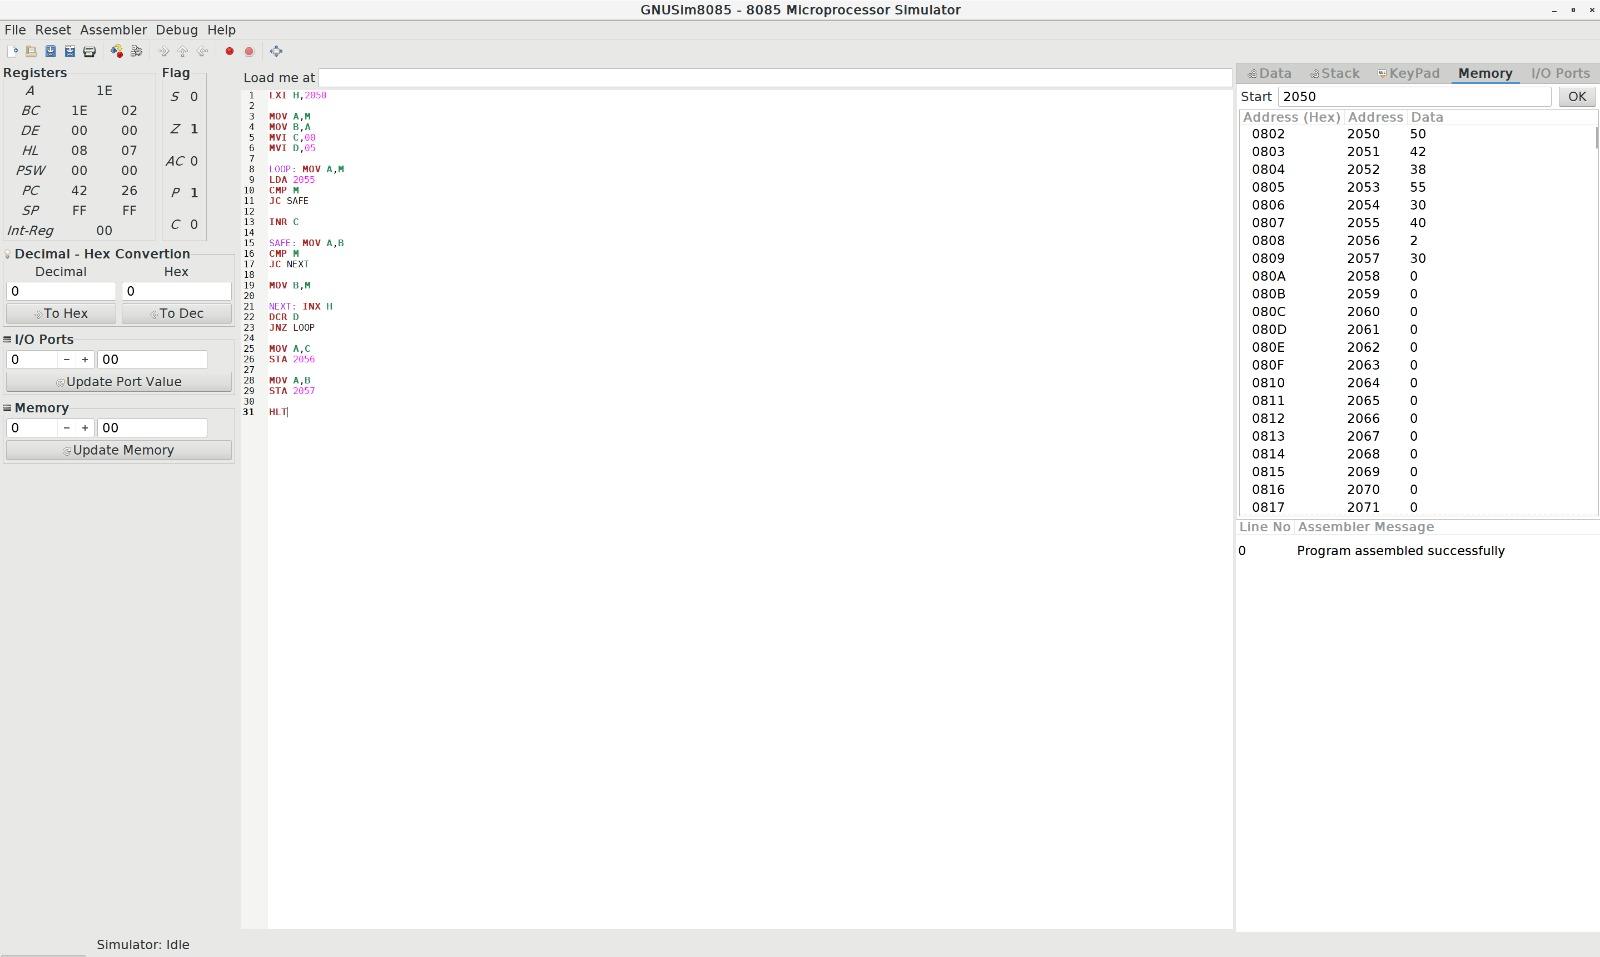 GNUSim8085 - 8085 Microprocessor Simulator
File Reset Assembler Debug Help
Registers
A 1E
BC 1E 02
DE 00 00
HL 08 07
PSW 00 00
PC 42 26
SP FF FF
Int-Reg 00
Flag
S 0
Z 1
AC 0
P 1
C 0
Decimal - Hex Convertion
Decimal Hex
0 0
To Hex To Dec
I/O Ports
0 − + 00
Update Port Value
Memory
0 − + 00
Update Memory
Load me at
1 LXI H,2050
2
3 MOV A,M
4 MOV B,A
5 MVI C,00
6 MVI D,05
7
8 LOOP: MOV A,M
9 LDA 2055
10 CMP M
11 JC SAFE
12
13 INR C
14
15 SAFE: MOV A,B
16 CMP M
17 JC NEXT
18
19 MOV B,M
20
21 NEXT: INX H
22 DCR D
23 JNZ LOOP
24
25 MOV A,C
26 STA 2056
27
28 MOV A,B
29 STA 2057
30
31 HLT
Data Stack KeyPad Memory I/O Ports
Start 2050 OK
Address (Hex) Address Data
0802 2050 50
0803 2051 42
0804 2052 38
0805 2053 55
0806 2054 30
0807 2055 40
0808 2056 2
0809 2057 30
080A 2058 0
080B 2059 0
080C 2060 0
080D 2061 0
080E 2062 0
080F 2063 0
0810 2064 0
0811 2065 0
0812 2066 0
0813 2067 0
0814 2068 0
0815 2069 0
0816 2070 0
0817 2071 0
Line No Assembler Message
0 Program assembled successfully
Simulator: Idle